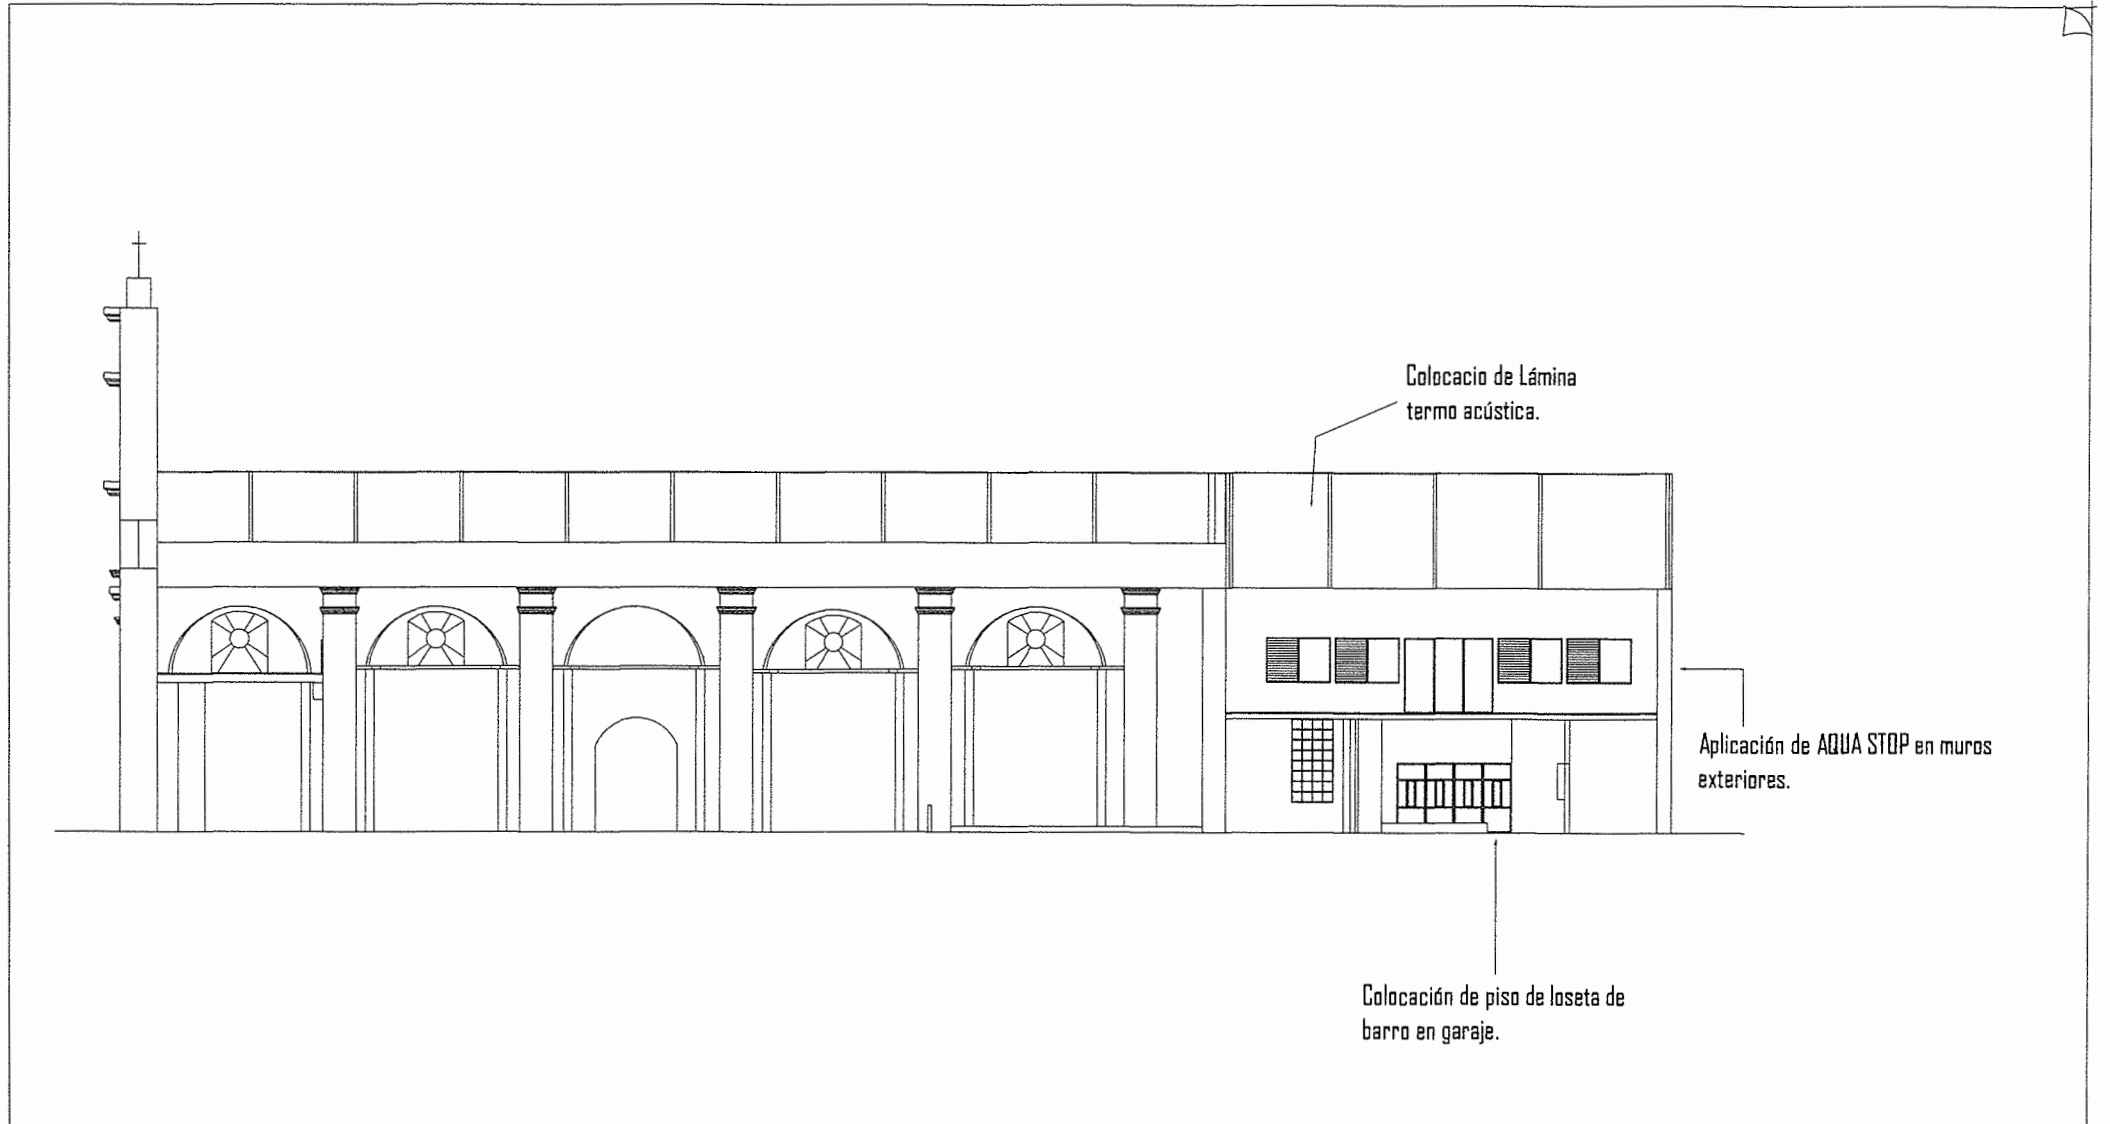 Colocacio de Lámina
termo acústica.
Aplicación de AQUA STOP en muros
exteriores.
Colocación de piso de loseta de
barro en garaje.